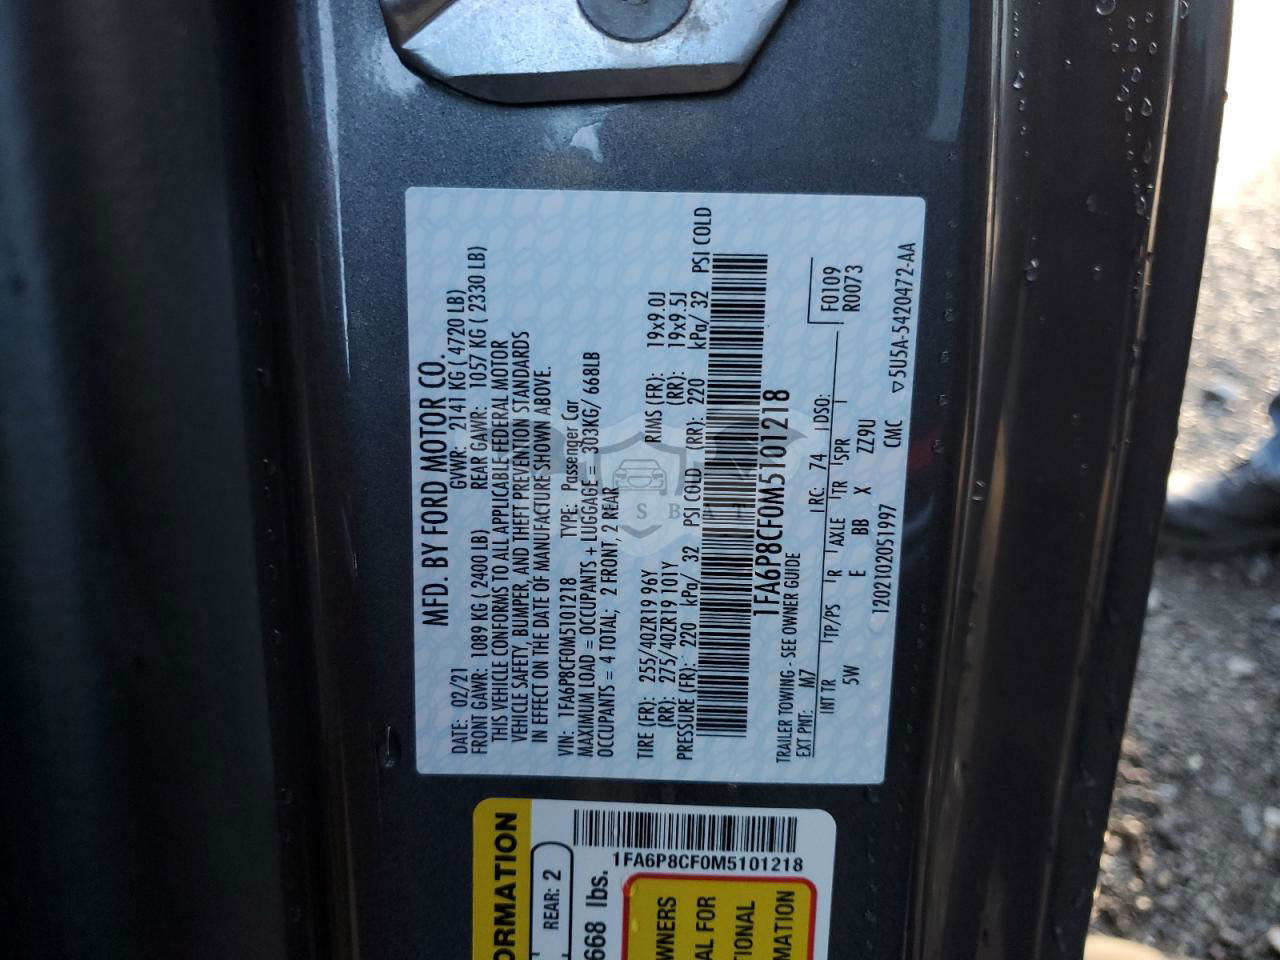 MFD. BY FORD MOTOR CO.
DATE: 02/21 GVWR: 2141 KG ( 4720 LB)
FRONT GAWR: 1089 KG ( 2400 LB) REAR GAWR: 1057 KG ( 2330 LB)
THIS VEHICLE CONFORMS TO ALL APPLICABLE FEDERAL MOTOR
VEHICLE SAFETY, BUMPER, AND THEFT PREVENTION STANDARDS
IN EFFECT ON THE DATE OF MANUFACTURE SHOWN ABOVE.
VIN: 1FA6P8CF0M5101218 TYPE: Passenger Car
MAXIMUM LOAD = OCCUPANTS + LUGGAGE = 303KG/ 668LB
OCCUPANTS = 4 TOTAL; 2 FRONT, 2 REAR
TIRE (FR): 255/40ZR19 96Y RIMS (FR): 19x9.0J
(RR): 275/40ZR19 101Y (RR): 19x9.5J
PRESSURE (FR): 220 kPa/ 32 PSI COLD (RR): 220 kPa/ 32 PSI COLD
1FA6P8CF0M5101218
TRAILER TOWING - SEE OWNER GUIDE
EXT PNT: M7 RC: 74 DSO: F0109
R0073
INT TR TP/PS R AXLE TR SPR
5W E BB X ZZ9U
1202102051997 CMC ▽5U5A-5420472-AA
ORMATION
REAR: 2
668 lbs.
1FA6P8CF0M5101218
WNERS
AL FOR
TIONAL
MATION